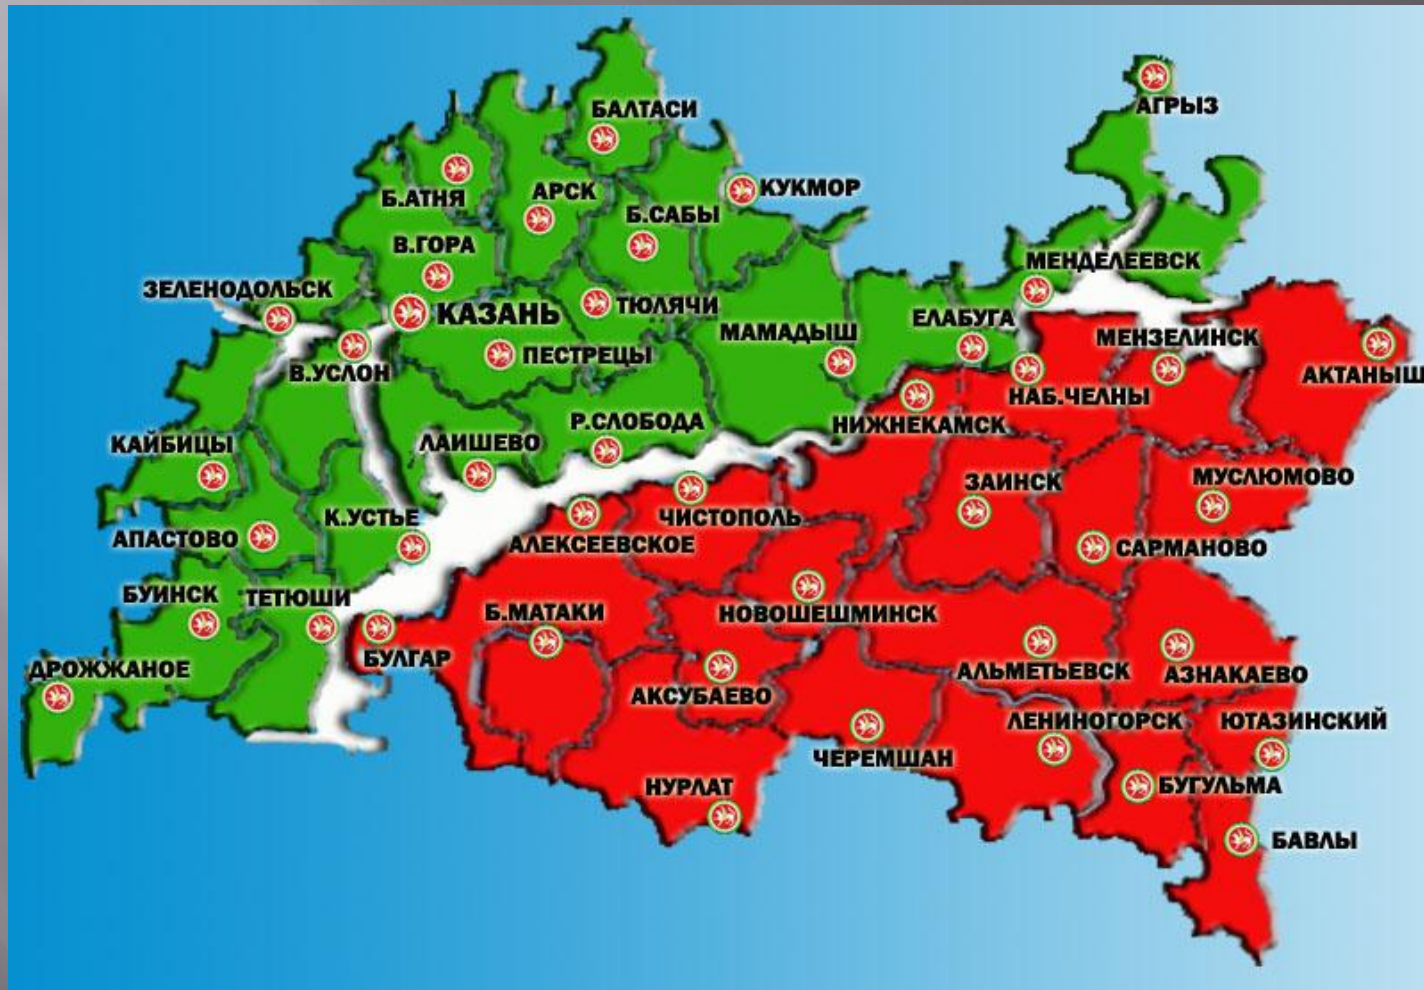 АГРЫЗ
БАЛТАСИ
КУКМОР
Б.АТНЯ
АРСК
Б.САБЫ
В.ГОРА
МЕНДЕЛЕЕВСК
ЗЕЛЕНОДОЛЬСК
КАЗАНЬ
ТЮЛЯЧИ
ЕЛАБУГА
МАМАДЫШ
МЕНЗЕЛИНСК
ПЕСТРЕЦЫ
В.УСЛОН
АКТАНЫШ
НАБ.ЧЕЛНЫ
Р.СЛОБОДА
НИЖНЕКАМСК
КАЙБИЦЫ
ЛАИШЕВО
МУСЛЮМОВО
ЗАИНСК
К.УСТЬЕ
ЧИСТОПОЛЬ
АПАСТОВО
АЛЕКСЕЕВСКОЕ
САРМАНОВО
БУИНСК
ТЕТЮШИ
Б.МАТАКИ
НОВОШЕШМИНСК
БУЛГАР
ДРОЖЖАНОЕ
АЛЬМЕТЬЕВСК
АЗНАКАЕВО
АКСУБАЕВО
ЛЕНИНОГОРСК
ЮТАЗИНСКИЙ
ЧЕРЕМШАН
НУРЛАТ
БУГУЛЬМА
БАВЛЫ